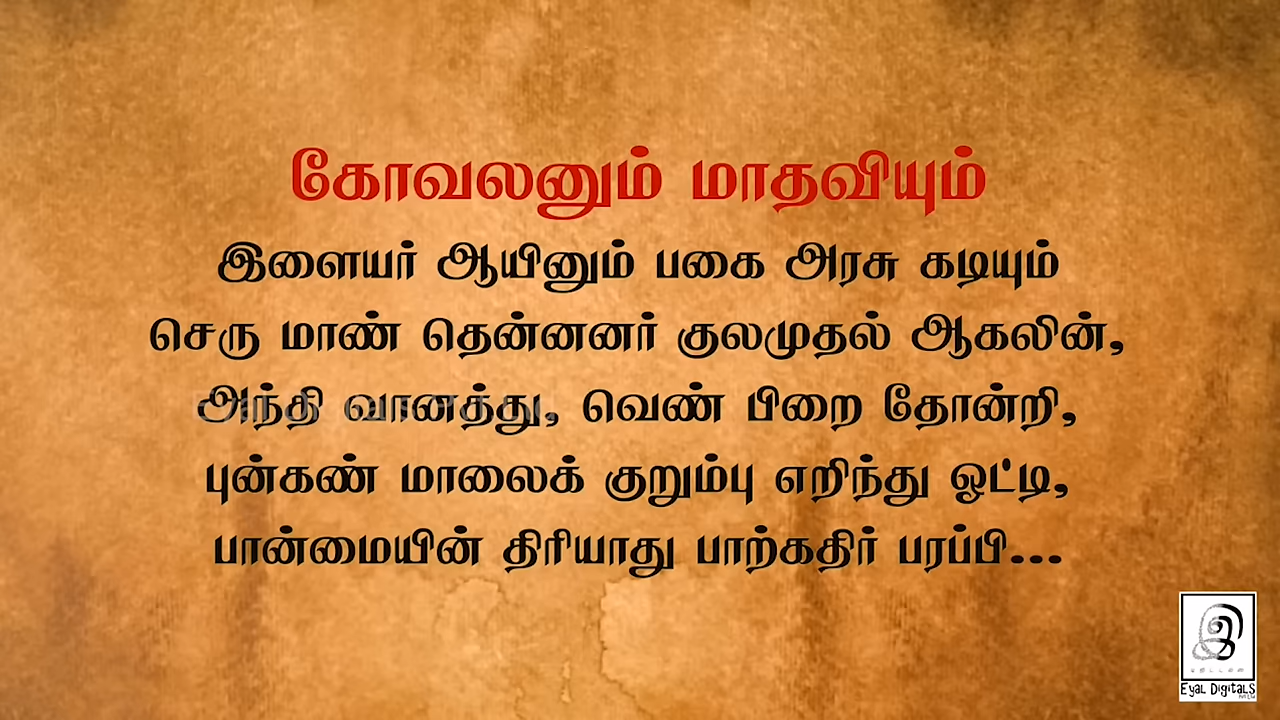 கோவலனும் மாதவியும்
இளையர் ஆயினும் பகை அரசு கடியும்
செரு மாண் தென்னனர் குலமுதல் ஆகலின்,
அந்தி வானத்து, வெண் பிறை தோன்றி,
புன்கண் மாலைக் குறும்பு எறிந்து ஓட்டி,
பான்மையின் திரியாது பாற்கதிர் பரப்பி...
இ
Eyal Digitals